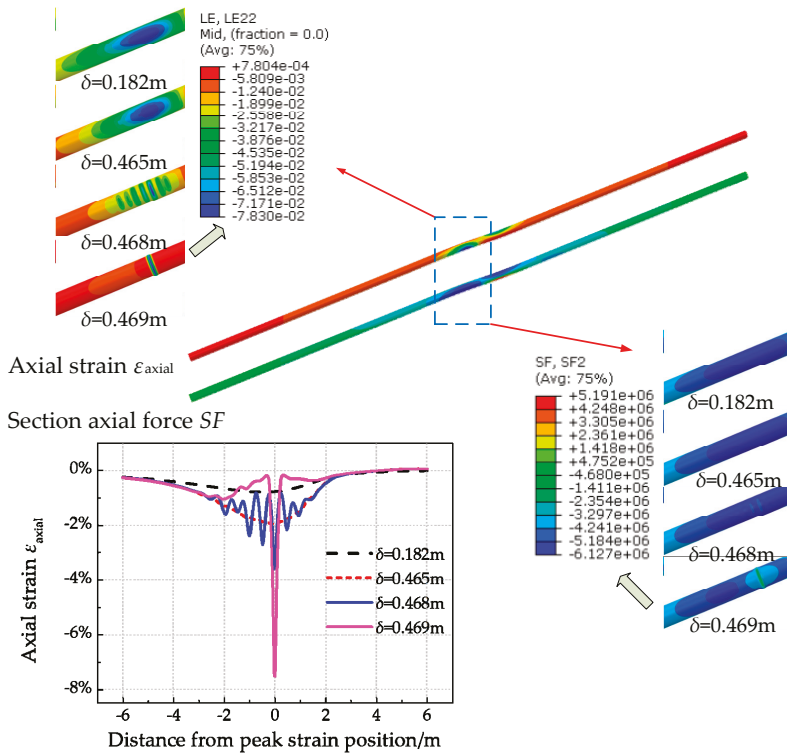 δ=0.182m
δ=0.465m
δ=0.468m
δ=0.469m
LE, LE22
Mid, (fraction = 0.0)
(Avg: 75%)
+7.804e-04
-5.809e-03
-1.240e-02
-1.899e-02
-2.558e-02
-3.217e-02
-3.876e-02
-4.535e-02
-5.194e-02
-5.853e-02
-6.512e-02
-7.171e-02
-7.830e-02
Axial strain εaxial
Section axial force SF
SF, SF2
(Avg: 75%)
+5.191e+06
+4.248e+06
+3.305e+06
+2.361e+06
+1.418e+06
+4.752e+05
-4.680e+05
-1.411e+06
-2.354e+06
-3.297e+06
-4.241e+06
-5.184e+06
-6.127e+06
δ=0.182m
δ=0.465m
δ=0.468m
δ=0.469m
Axial strain εaxial
0%
-2%
-4%
-6%
-8%
δ=0.182m
δ=0.465m
δ=0.468m
δ=0.469m
-6 -4 -2 0 2 4 6
Distance from peak strain position/m